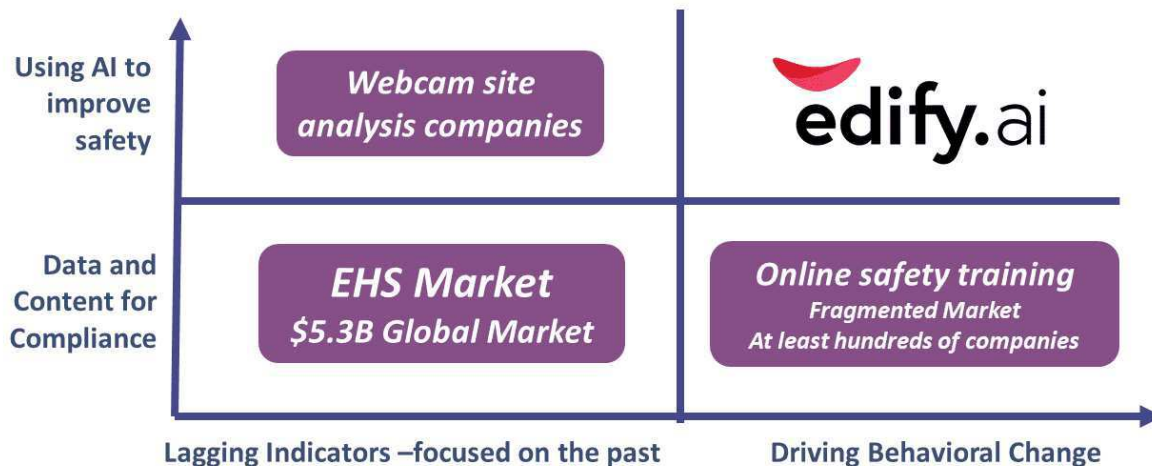 Using AI to
improve
safety
Webcam site
analysis companies
edify.ai
Data and
Content for
Compliance
EHS Market
$5.3B Global Market
Online safety training
Fragmented Market
At least hundreds of companies
Lagging Indicators –focused on the past
Driving Behavioral Change